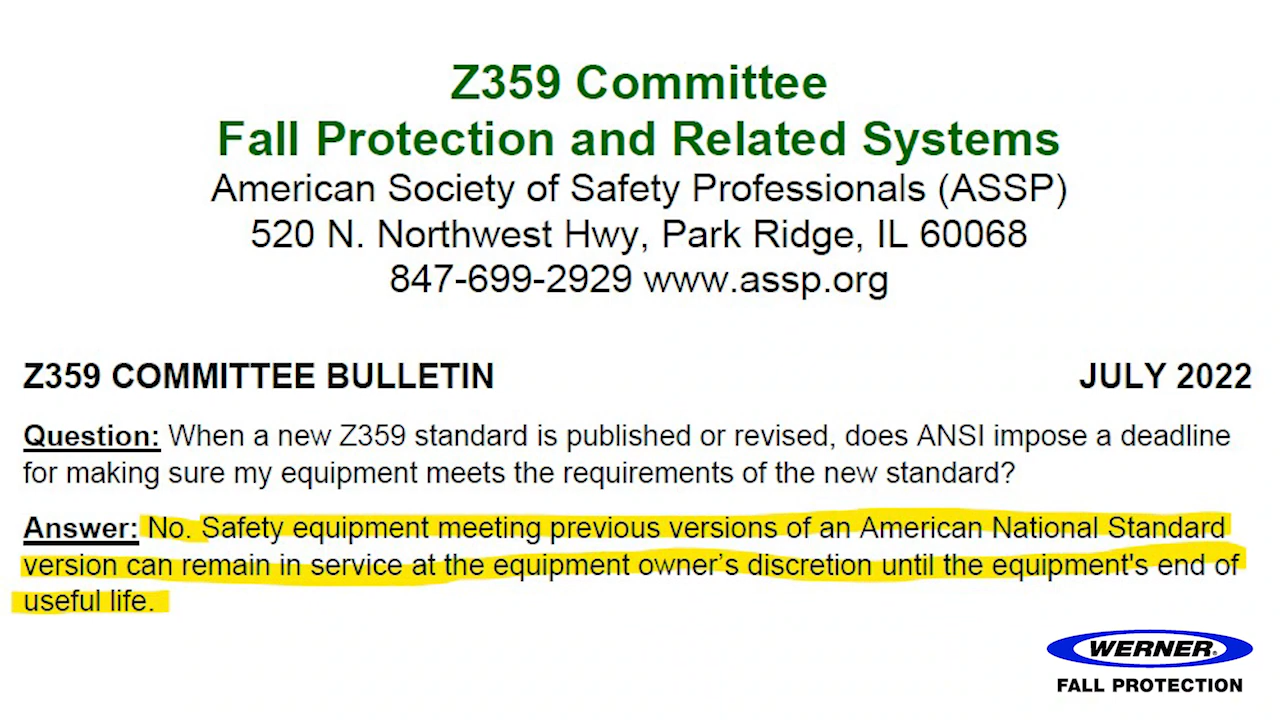 Z359 Committee
Fall Protection and Related Systems
American Society of Safety Professionals (ASSP)
520 N. Northwest Hwy, Park Ridge, IL 60068
847-699-2929 www.assp.org
Z359 COMMITTEE BULLETIN JULY 2022
Question: When a new Z359 standard is published or revised, does ANSI impose a deadline
for making sure my equipment meets the requirements of the new standard?
Answer: No. Safety equipment meeting previous versions of an American National Standard
version can remain in service at the equipment owner’s discretion until the equipment's end of
useful life.
WERNER®
FALL PROTECTION